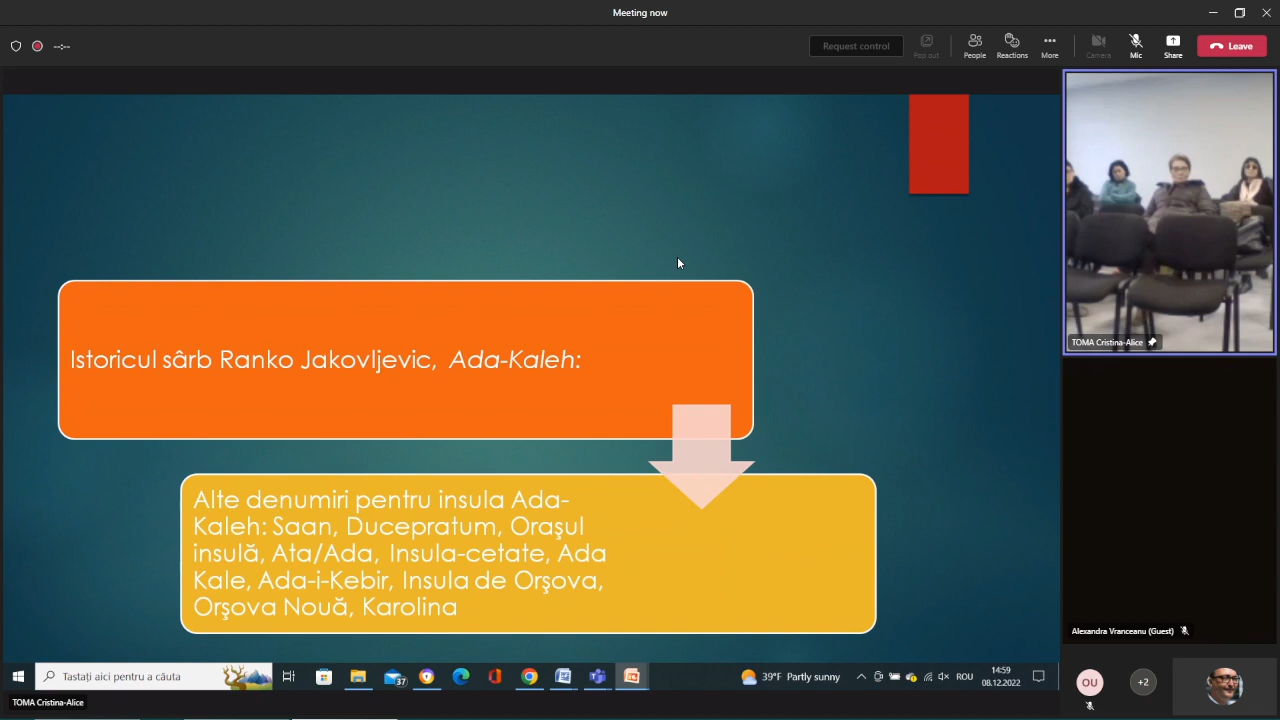 Meeting now
--:--
Request control
Pop out
People
Reactions
More
Camera
Mic
Share
Leave
Istoricul sârb Ranko Jakovljevic, Ada-Kaleh:
Alte denumiri pentru insula Ada-
Kaleh: Saan, Ducepratum, Oraşul
insulă, Ata/Ada, Insula-cetate, Ada
Kale, Ada-i-Kebir, Insula de Orşova,
Orşova Nouă, Karolina
TOMA Cristina-Alice
Alexandra Vranceanu (Guest)
OU
+2
Tastați aici pentru a căuta
37
39°F Partly sunny
ROU
14:59
08.12.2022
TOMA Cristina-Alice